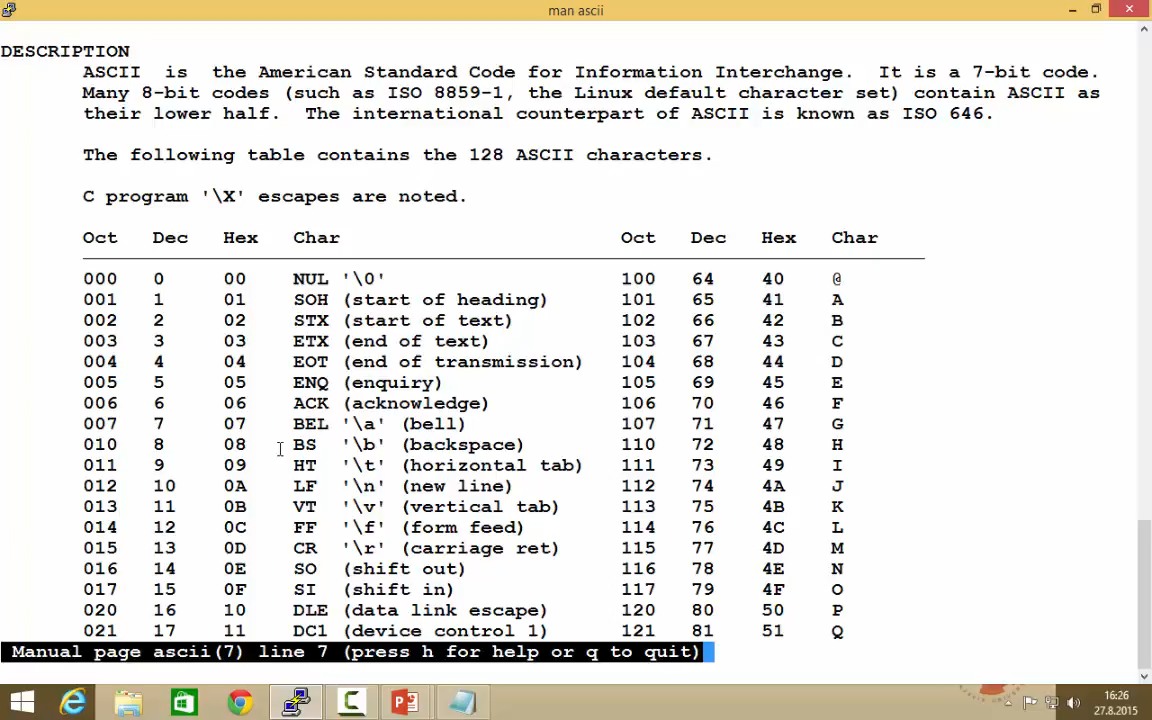 man ascii
DESCRIPTION
ASCII is the American Standard Code for Information Interchange. It is a 7-bit code.
Many 8-bit codes (such as ISO 8859-1, the Linux default character set) contain ASCII as
their lower half. The international counterpart of ASCII is known as ISO 646.
The following table contains the 128 ASCII characters.
C program '\X' escapes are noted.
Oct Dec Hex Char Oct Dec Hex Char
000 0 00 NUL '\0' 100 64 40 @
001 1 01 SOH (start of heading) 101 65 41 A
002 2 02 STX (start of text) 102 66 42 B
003 3 03 ETX (end of text) 103 67 43 C
004 4 04 EOT (end of transmission) 104 68 44 D
005 5 05 ENQ (enquiry) 105 69 45 E
006 6 06 ACK (acknowledge) 106 70 46 F
007 7 07 BEL '\a' (bell) 107 71 47 G
010 8 08 BS '\b' (backspace) 110 72 48 H
011 9 09 HT '\t' (horizontal tab) 111 73 49 I
012 10 0A LF '\n' (new line) 112 74 4A J
013 11 0B VT '\v' (vertical tab) 113 75 4B K
014 12 0C FF '\f' (form feed) 114 76 4C L
015 13 0D CR '\r' (carriage ret) 115 77 4D M
016 14 0E SO (shift out) 116 78 4E N
017 15 0F SI (shift in) 117 79 4F O
020 16 10 DLE (data link escape) 120 80 50 P
021 17 11 DC1 (device control 1) 121 81 51 Q
Manual page ascii(7) line 7 (press h for help or q to quit)
16:26
27.8.2015